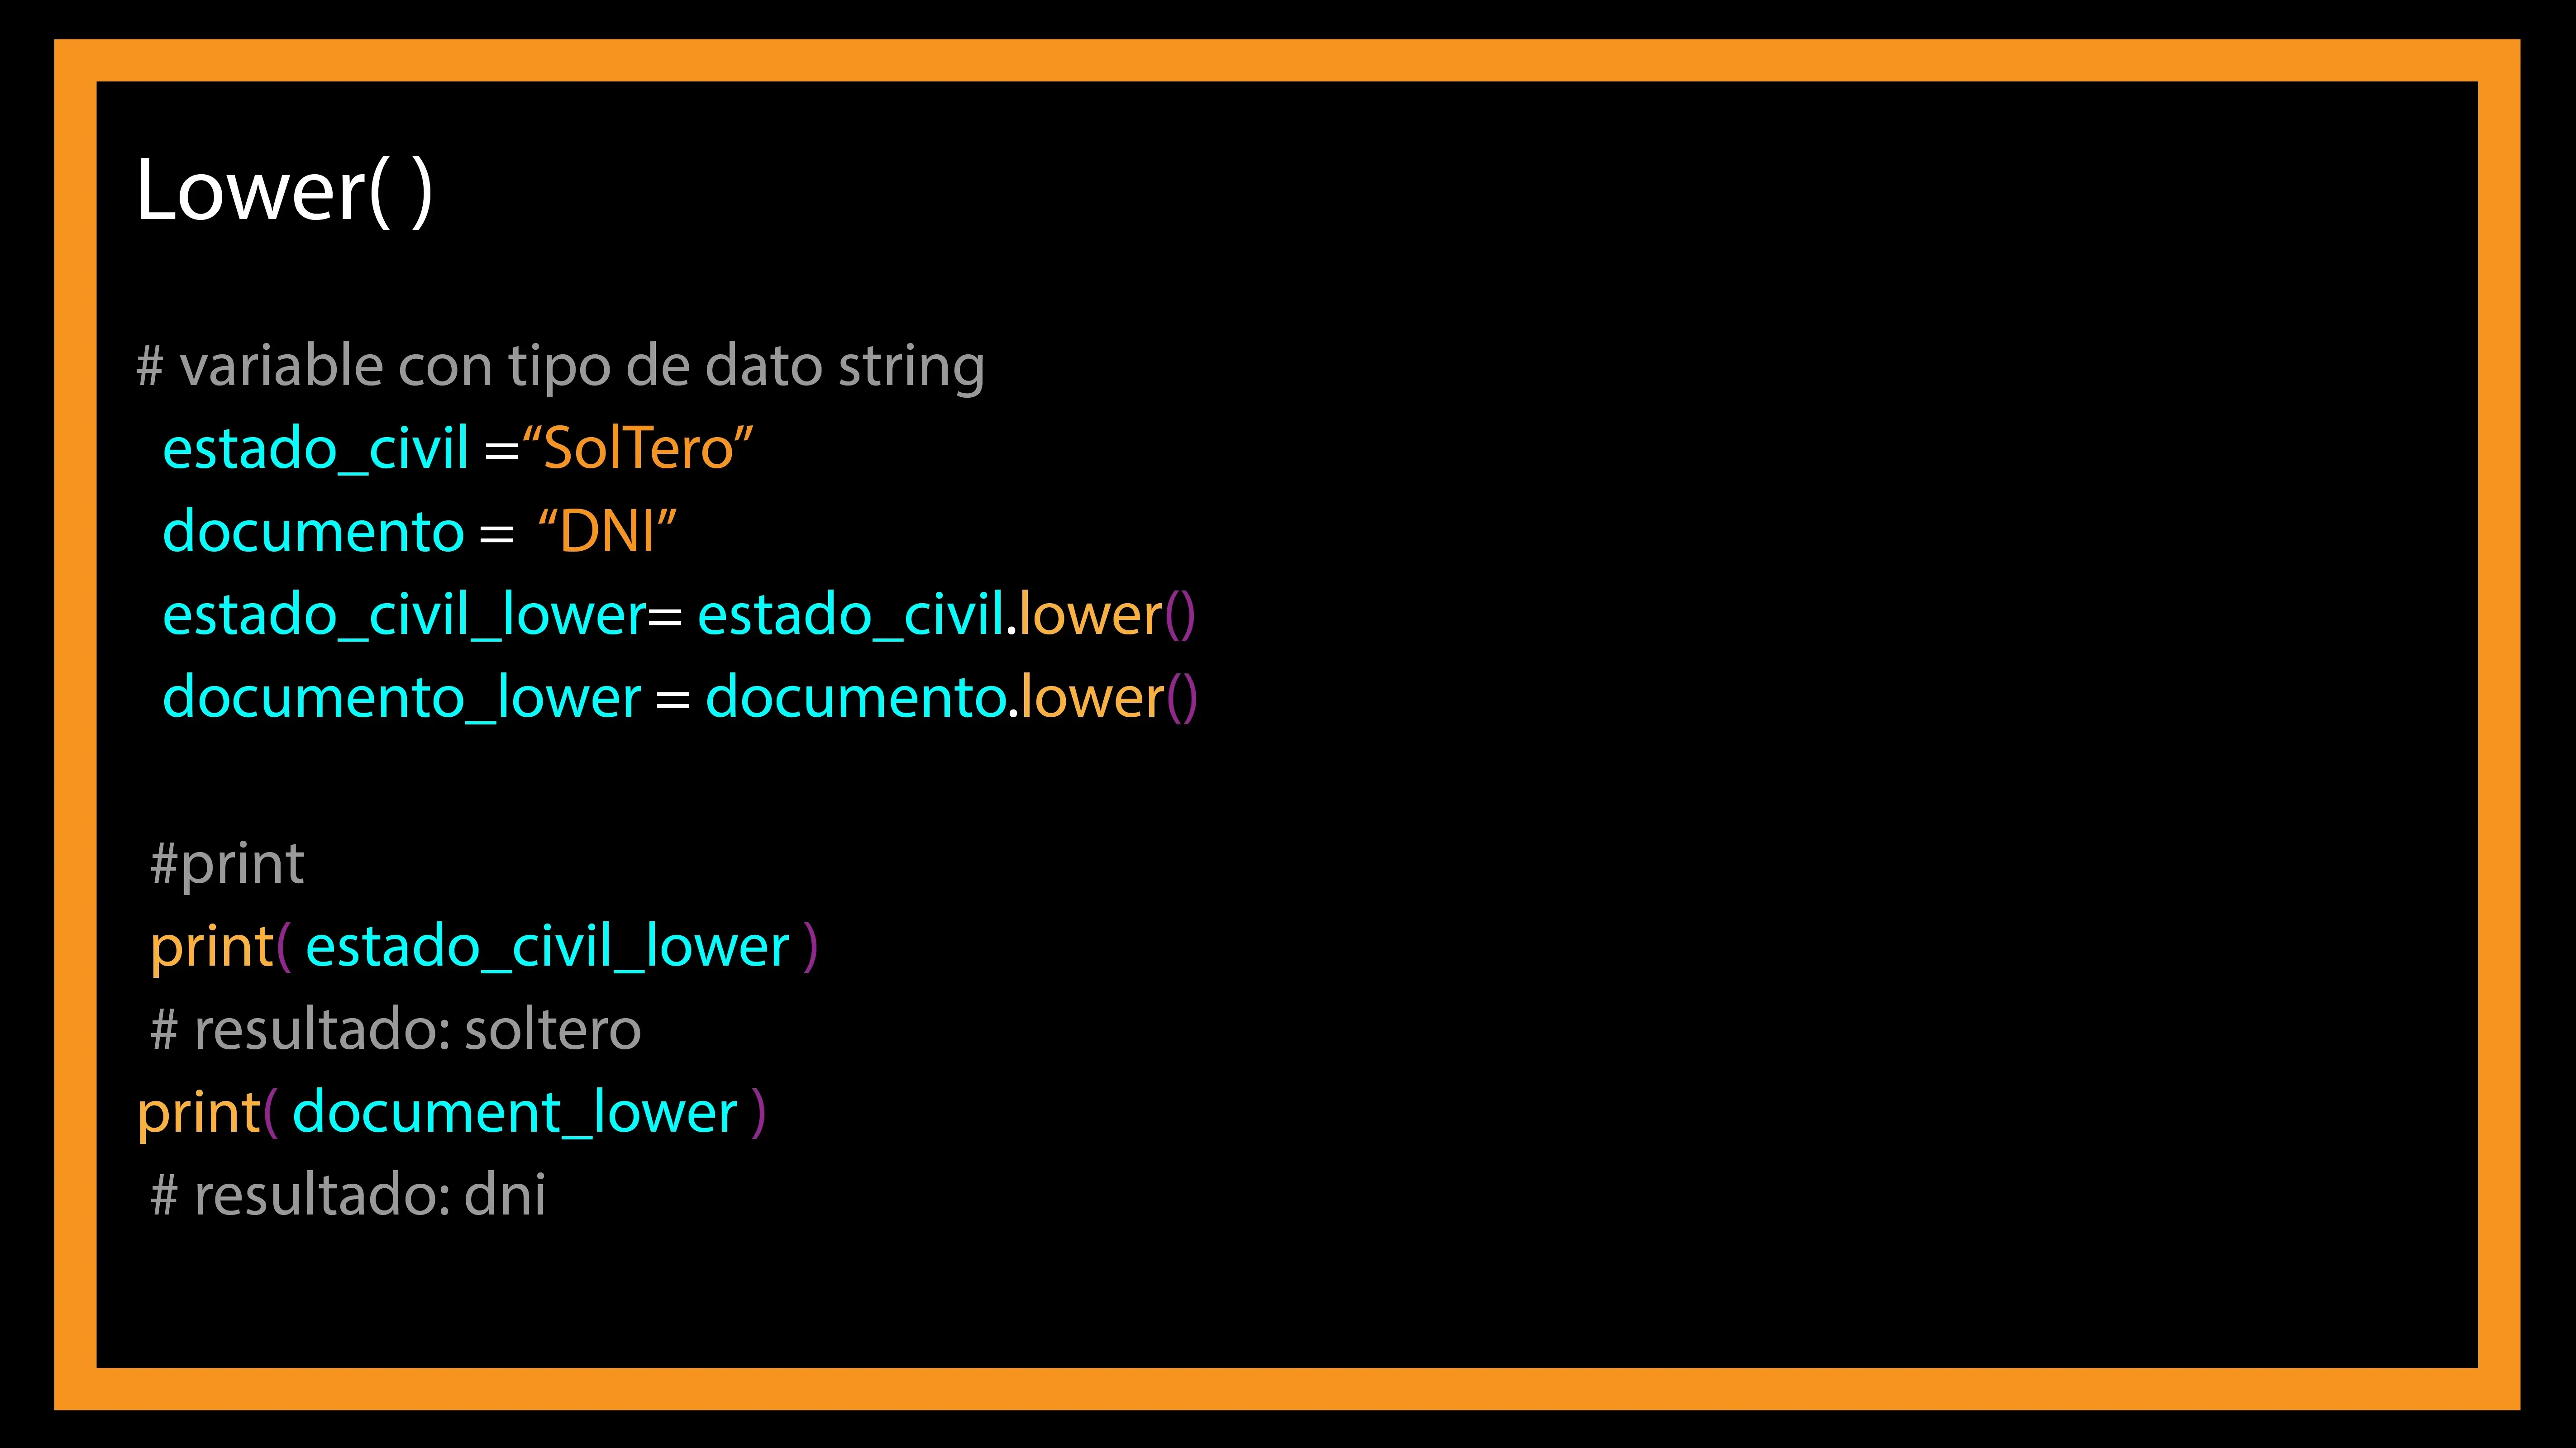 Lower( )
# variable con tipo de dato string
estado_civil =“SolTero”
documento = “DNI”
estado_civil_lower= estado_civil.lower()
documento_lower = documento.lower()
#print
print( estado_civil_lower )
# resultado: soltero
print( document_lower )
# resultado: dni